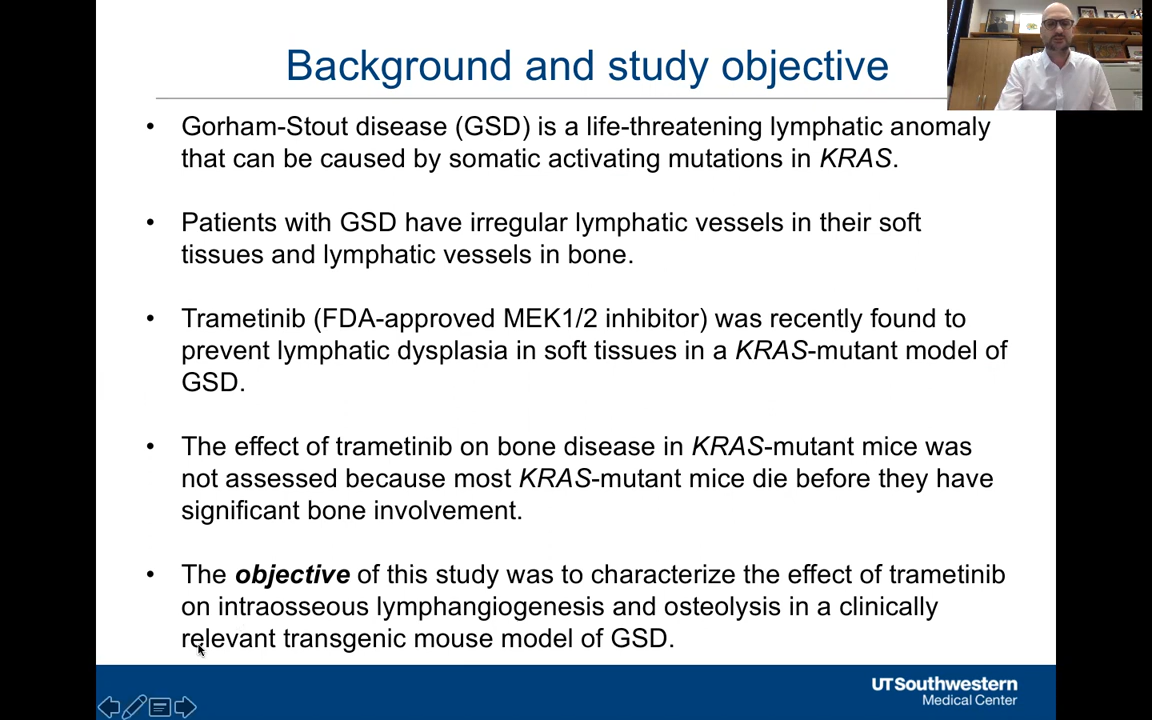 Background and study objective
• Gorham-Stout disease (GSD) is a life-threatening lymphatic anomaly
that can be caused by somatic activating mutations in KRAS.
• Patients with GSD have irregular lymphatic vessels in their soft
tissues and lymphatic vessels in bone.
• Trametinib (FDA-approved MEK1/2 inhibitor) was recently found to
prevent lymphatic dysplasia in soft tissues in a KRAS-mutant model of
GSD.
• The effect of trametinib on bone disease in KRAS-mutant mice was
not assessed because most KRAS-mutant mice die before they have
significant bone involvement.
• The objective of this study was to characterize the effect of trametinib
on intraosseous lymphangiogenesis and osteolysis in a clinically
relevant transgenic mouse model of GSD.
UTSouthwestern
Medical Center